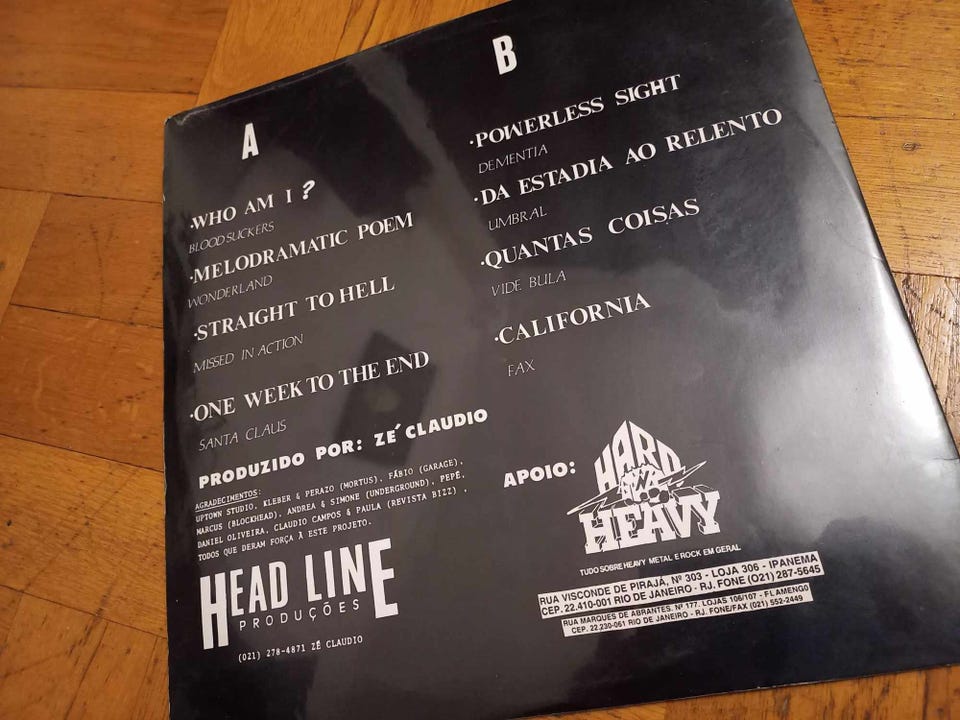 A
·WHO AM I ?
BLOODSUCKERS
·MELODRAMATIC POEM
WONDERLAND
·STRAIGHT TO HELL
MISSED IN ACTION
·ONE WEEK TO THE END
SANTA CLAUS
B
·POWERLESS SIGHT
DEMENTIA
·DA ESTADIA AO RELENTO
UMBRAL
·QUANTAS COISAS
VIDE BULA
·CALIFORNIA
FAX
PRODUZIDO POR: ZÉ CLAUDIO
AGRADECIMENTOS:
UPTOWN STUDIO, KLEBER & PERAZO (MORTUS), FÁBIO (GARAGE),
MARCUS (BLOCKHEAD), ANDREA & SIMONE (UNDERGROUND), PEPÊ,
DANIEL OLIVEIRA, CLAUDIO CAMPOS & PAULA (REVISTA BIZZ) ,
TODOS QUE DERAM FORÇA À ESTE PROJETO.
HEAD LINE
PRODUÇÕES
(021) 278-4871 ZÉ CLAUDIO
APOIO:
HARD
AND
HEAVY
TUDO SOBRE HEAVY METAL E ROCK EM GERAL
RUA VISCONDE DE PIRAJÁ, Nº 303 - LOJA 306 - IPANEMA
CEP. 22.410-001 RIO DE JANEIRO - RJ. FONE (O21) 287-5645
RUA MARQUES DE ABRANTES, Nº 177, LOJAS 106/107 - FLAMENGO
CEP. 22.230-061 RIO DE JANEIRO - RJ. FONE/FAX (021) 552-2449